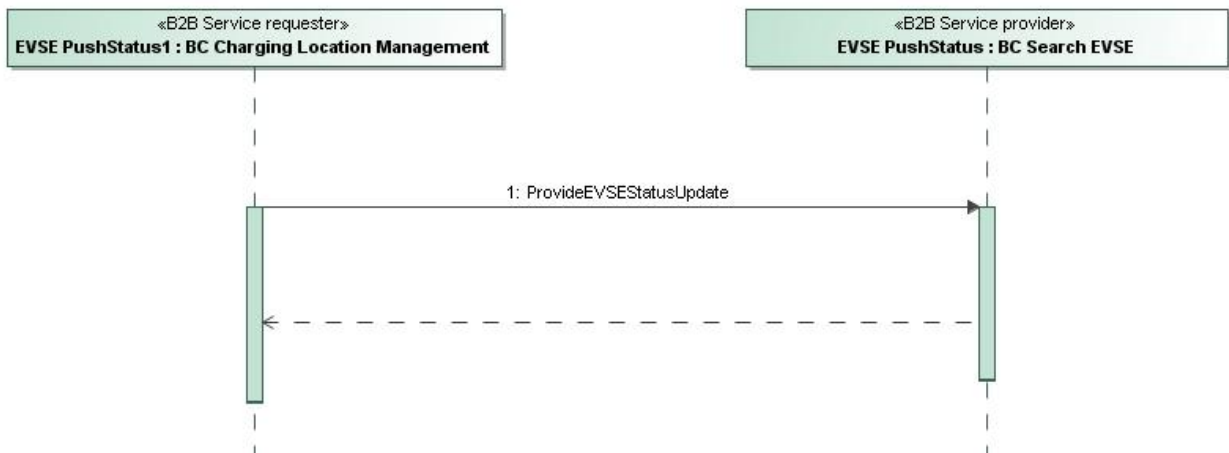 «B2B Service requester»
EVSE PushStatus1 : BC Charging Location Management
«B2B Service provider»
EVSE PushStatus : BC Search EVSE
1: ProvideEVSEStatusUpdate